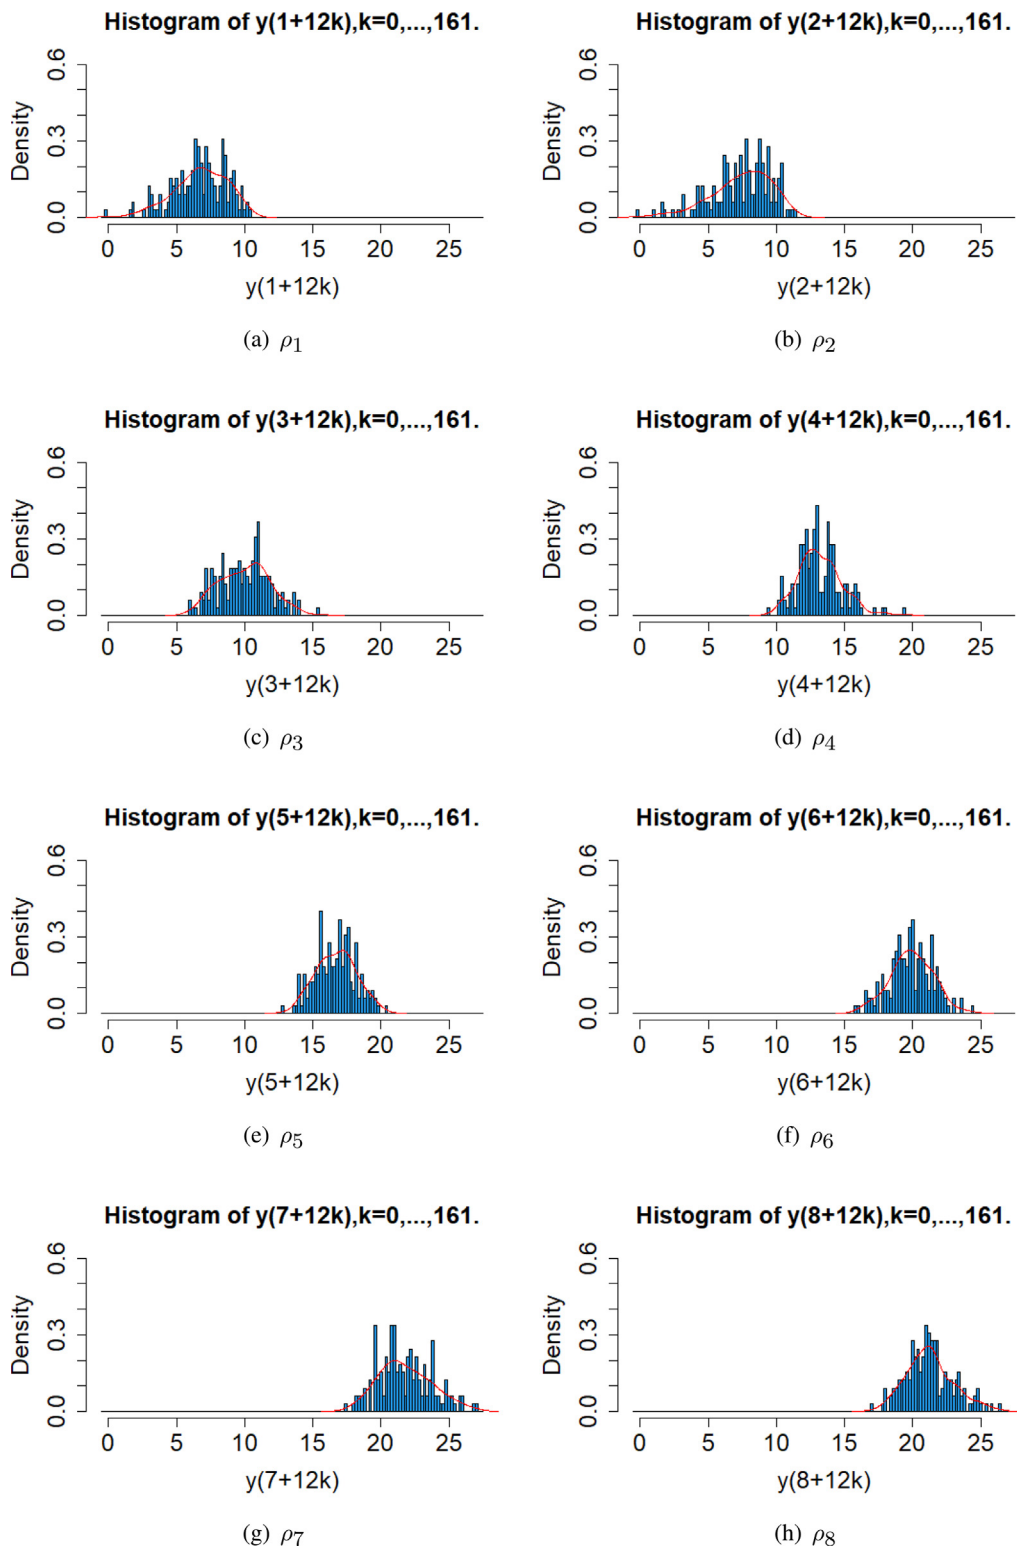 Histogram of y(1+12k),k=0,...,161.
Density
0.0 0.3 0.6
0 5 10 15 20 25
y(1+12k)
(a) ρ1
Histogram of y(2+12k),k=0,...,161.
Density
0.0 0.3 0.6
0 5 10 15 20 25
y(2+12k)
(b) ρ2
Histogram of y(3+12k),k=0,...,161.
Density
0.0 0.3 0.6
0 5 10 15 20 25
y(3+12k)
(c) ρ3
Histogram of y(4+12k),k=0,...,161.
Density
0.0 0.3 0.6
0 5 10 15 20 25
y(4+12k)
(d) ρ4
Histogram of y(5+12k),k=0,...,161.
Density
0.0 0.3 0.6
0 5 10 15 20 25
y(5+12k)
(e) ρ5
Histogram of y(6+12k),k=0,...,161.
Density
0.0 0.3 0.6
0 5 10 15 20 25
y(6+12k)
(f) ρ6
Histogram of y(7+12k),k=0,...,161.
Density
0.0 0.3 0.6
0 5 10 15 20 25
y(7+12k)
(g) ρ7
Histogram of y(8+12k),k=0,...,161.
Density
0.0 0.3 0.6
0 5 10 15 20 25
y(8+12k)
(h) ρ8